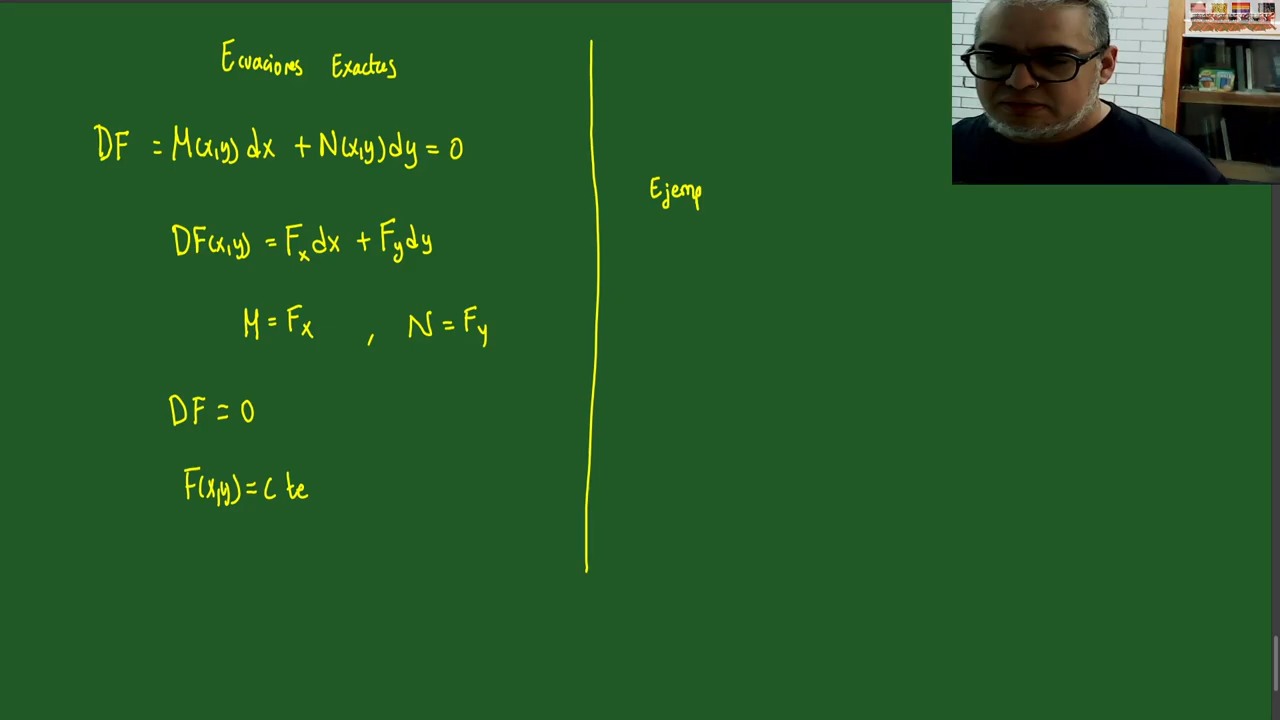 Ecuaciones Exactas
DF = M(x,y) dx + N(x,y) dy = 0
DF(x,y) = F_x dx + F_y dy
M = F_x , N = F_y
DF = 0
F(x,y) = c te
Ejemp